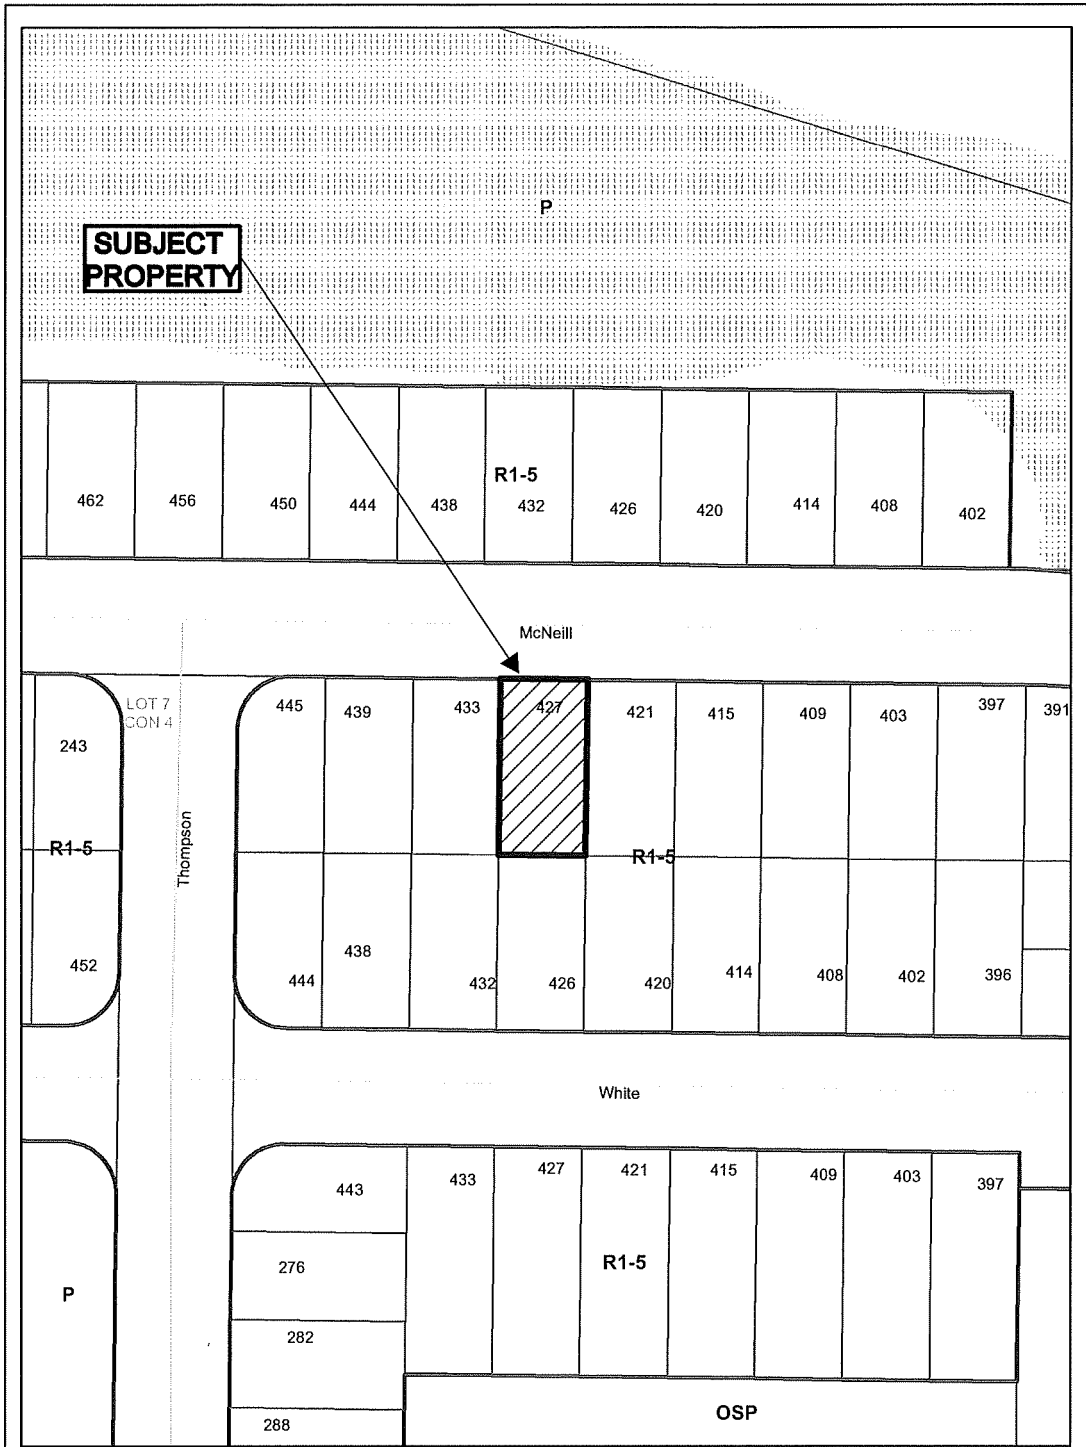 P
SUBJECT
PROPERTY
R1-5
462 456 450 444 438 432 426 420 414 408 402
McNeill
LOT 7
CON 4
445 439 433 427 421 415 409 403 397 391
243
Thompson
R1-5
R1-5
452
444 438 432 426 420 414 408 402 396
White
443 433 427 421 415 409 403 397
276
R1-5
P
282
288
OSP